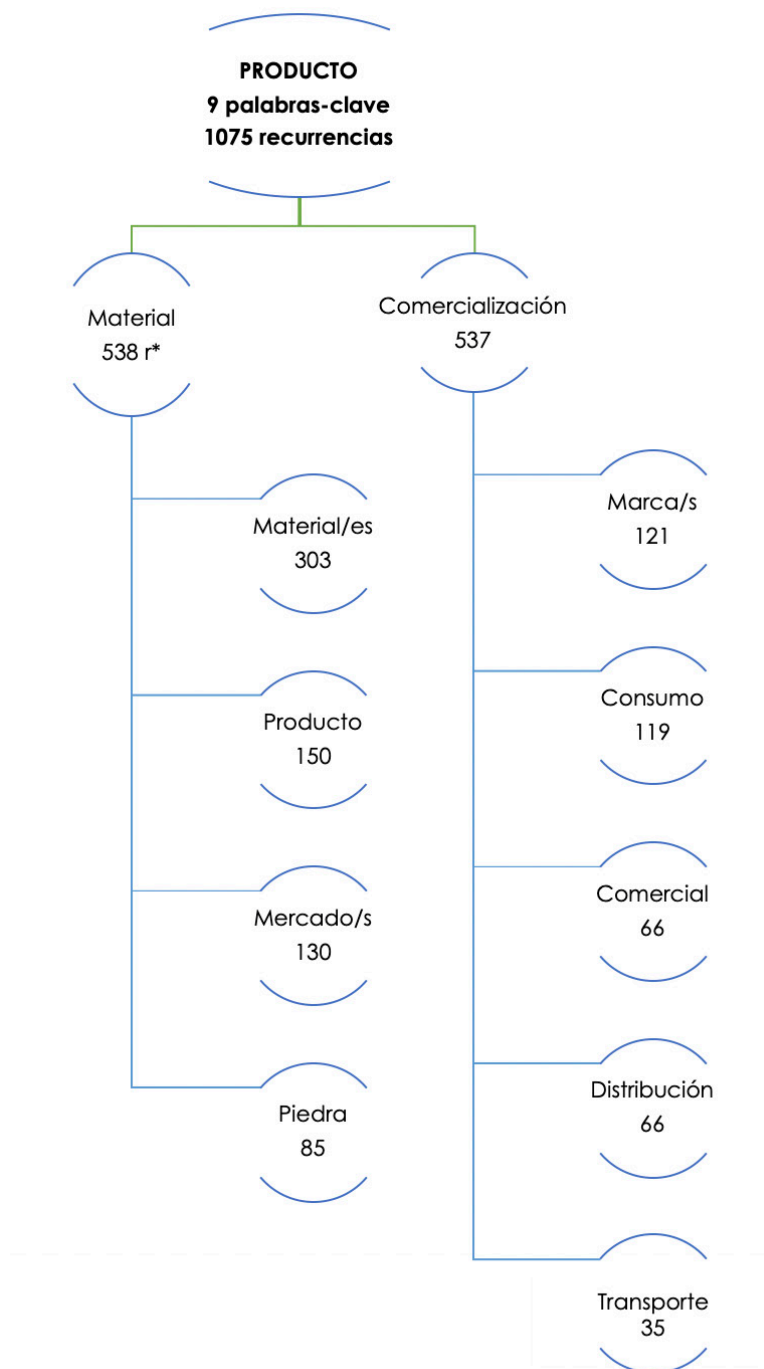 PRODUCTO
9 palabras-clave
1075 recurrencias
Material
538 r*
Comercialización
537
Material/es
303
Producto
150
Mercado/s
130
Piedra
85
Marca/s
121
Consumo
119
Comercial
66
Distribución
66
Transporte
35